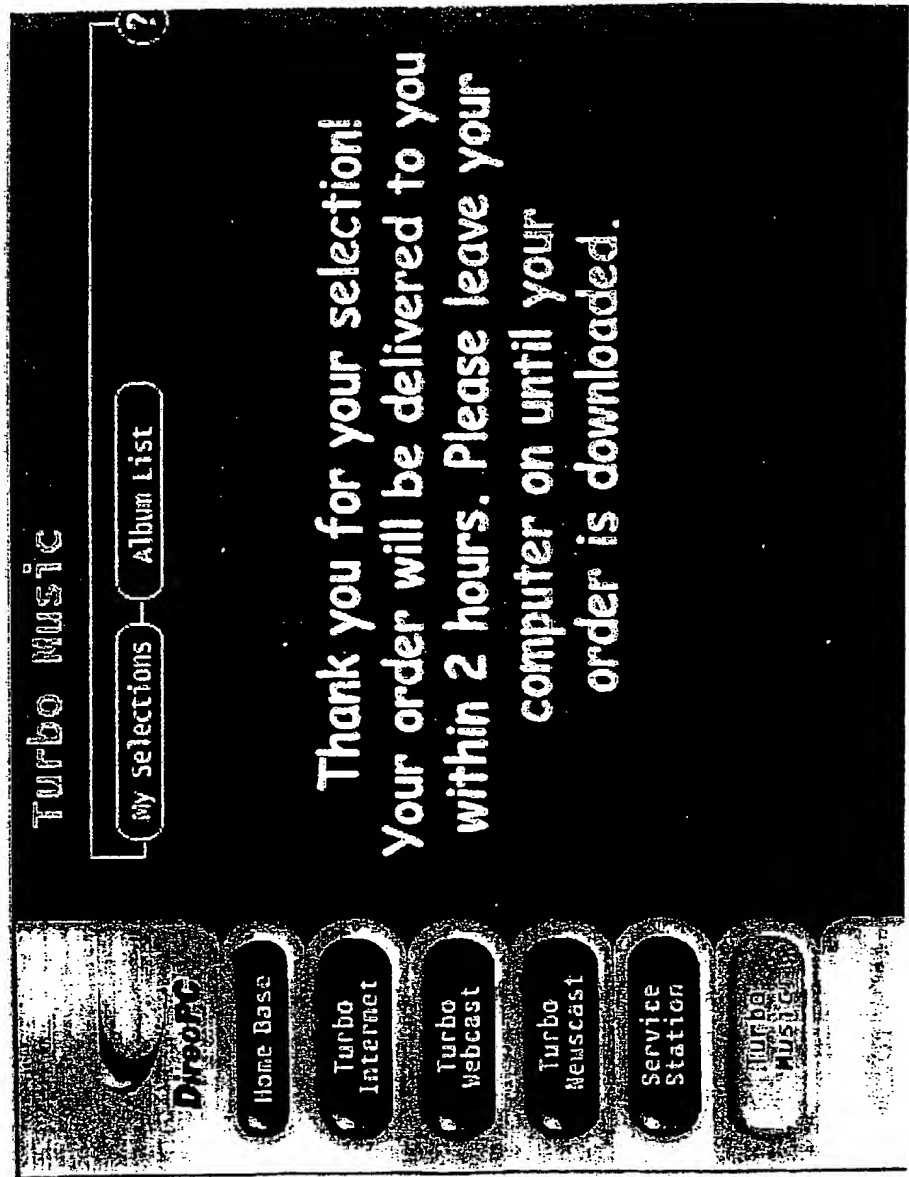 Turbo Music
?
My Selections
Album List
DirecPC
Home Base
Turbo
Internet
Turbo
Webcast
Turbo
Newscast
Service
Station
Turbo
Music
Thank you for your selection!
Your order will be delivered to you
within 2 hours. Please leave your
computer on until your
order is downloaded.